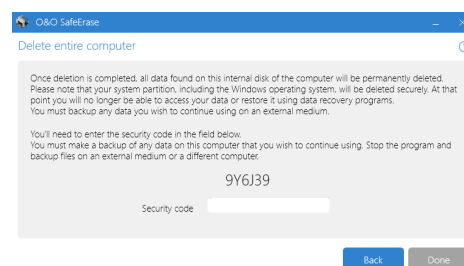 O&O SafeErase
Delete entire computer
Once deletion is completed, all data found on this internal disk of the computer will be permanently deleted.
Please note that your system partition, including the Windows operating system, will be deleted securely. At that
point you will no longer be able to access your data or restore it using data recovery programs.
You must backup any data you wish to continue using on an external medium.
You'll need to enter the security code in the field below.
You must make a backup of any data on this computer that you wish to continue using. Stop the program and
backup files on an external medium or a different computer.
9Y6J39
Security code
Back Done